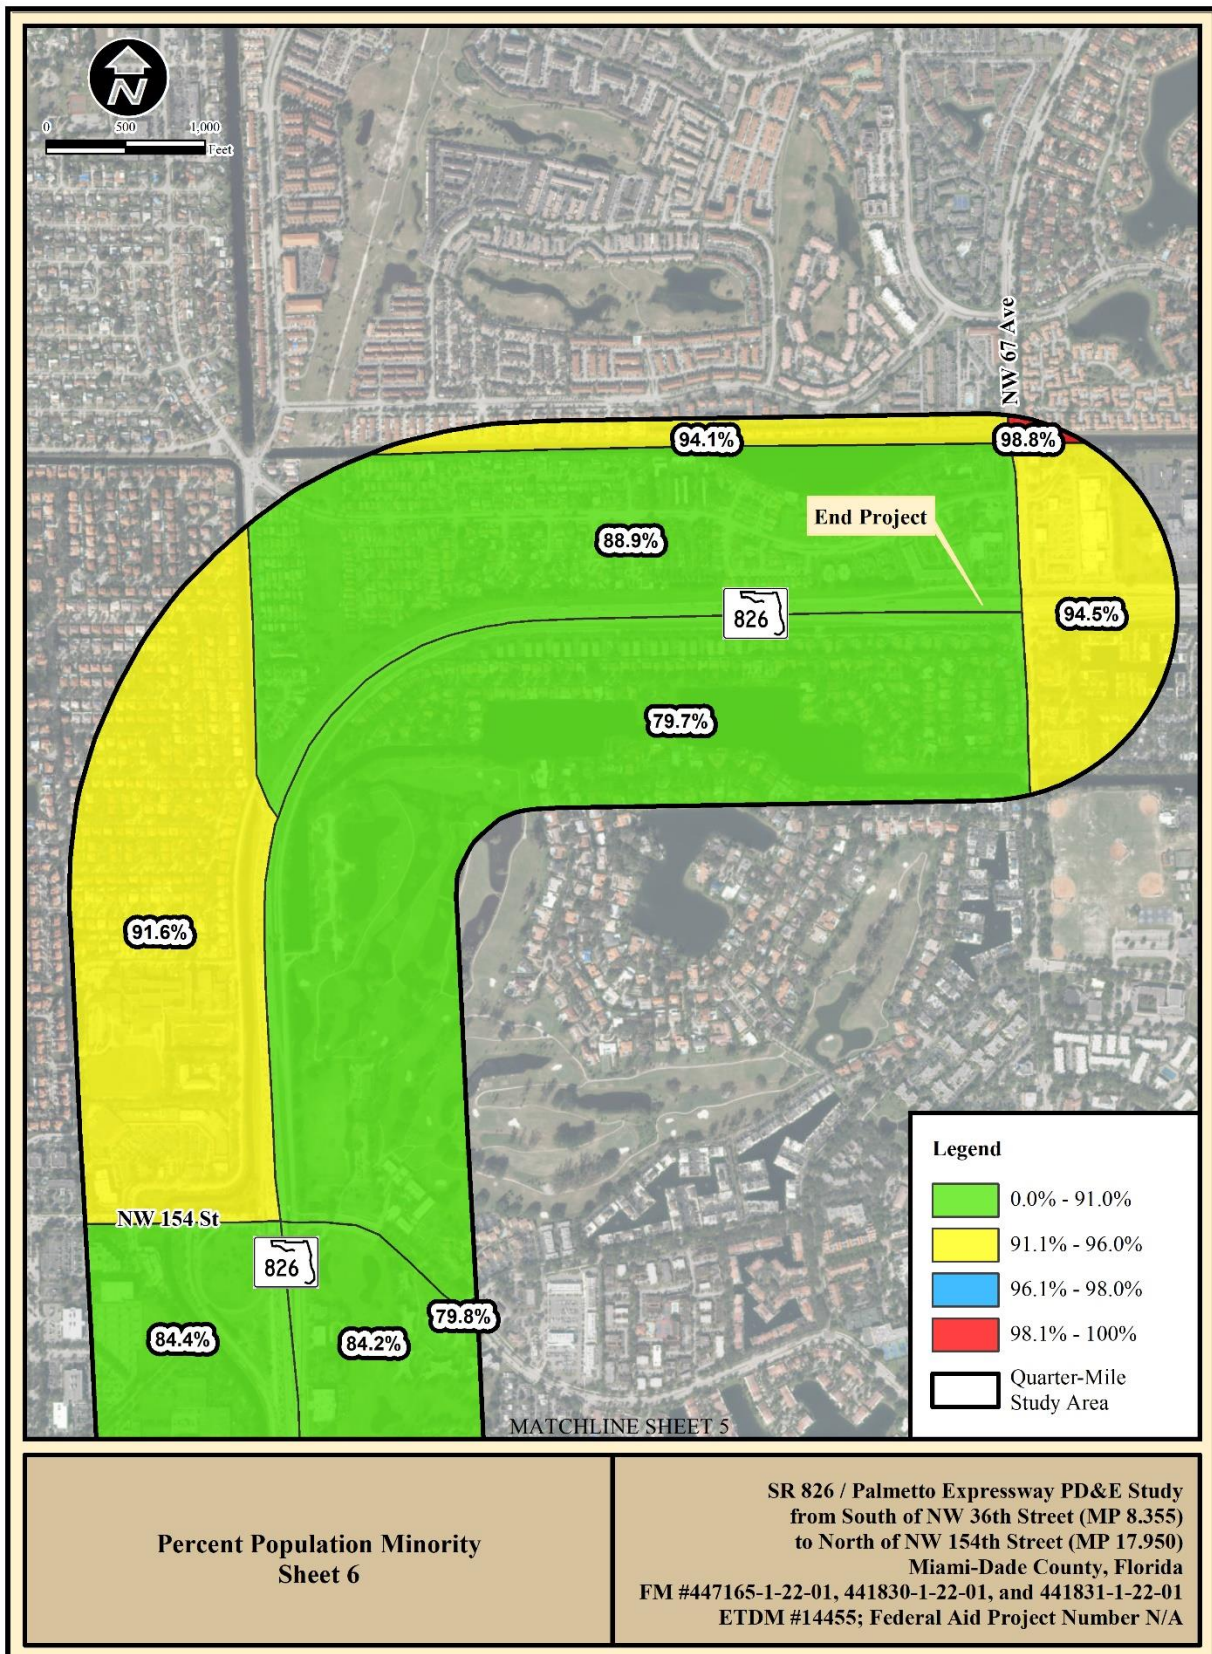 N
0 500 1,000
Feet
NW 67 Ave
94.1%
98.8%
End Project
88.9%
826
94.5%
79.7%
91.6%
NW 154 St
826
79.8%
84.4%
84.2%
MATCHLINE SHEET 5
Legend
0.0% - 91.0%
91.1% - 96.0%
96.1% - 98.0%
98.1% - 100%
Quarter-Mile
Study Area
Percent Population Minority
Sheet 6
SR 826 / Palmetto Expressway PD&E Study
from South of NW 36th Street (MP 8.355)
to North of NW 154th Street (MP 17.950)
Miami-Dade County, Florida
FM #447165-1-22-01, 441830-1-22-01, and 441831-1-22-01
ETDM #14455; Federal Aid Project Number N/A